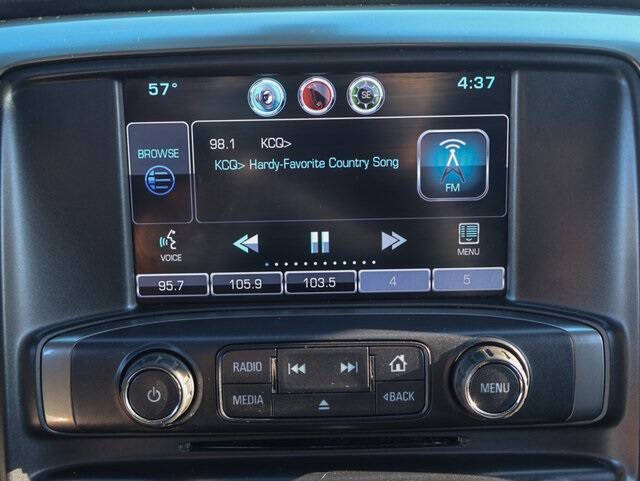 57° SE 4:37
98.1 KCQ>
BROWSE KCQ> Hardy-Favorite Country Song
FM
VOICE MENU
95.7 105.9 103.5 4 5
RADIO
MEDIA BACK
MENU